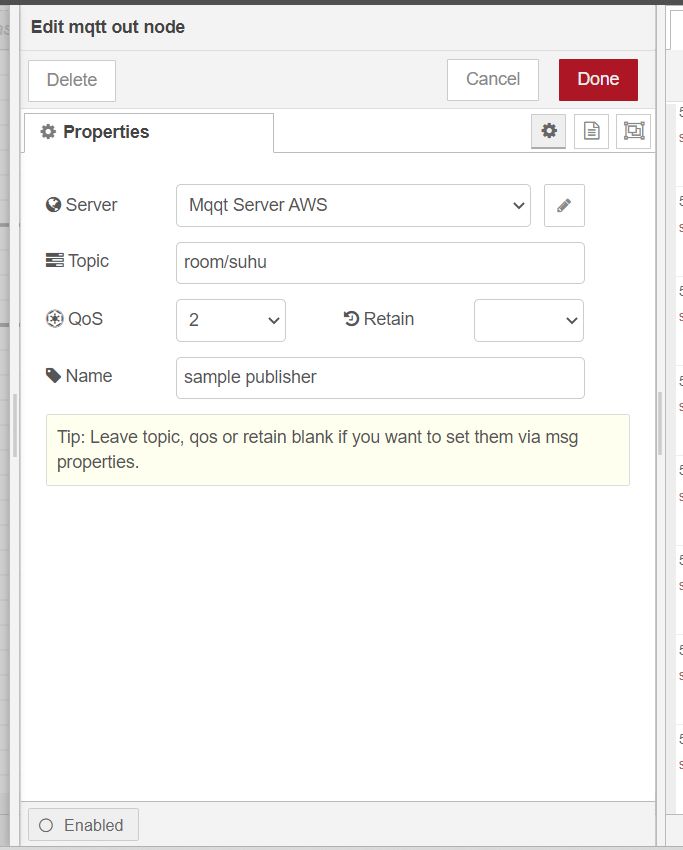 Edit mqtt out node
Delete
Cancel
Done
Properties
Server
Mqqt Server AWS
Topic
room/suhu
QoS
2
Retain
Name
sample publisher
Tip: Leave topic, qos or retain blank if you want to set them via msg
properties.
Enabled